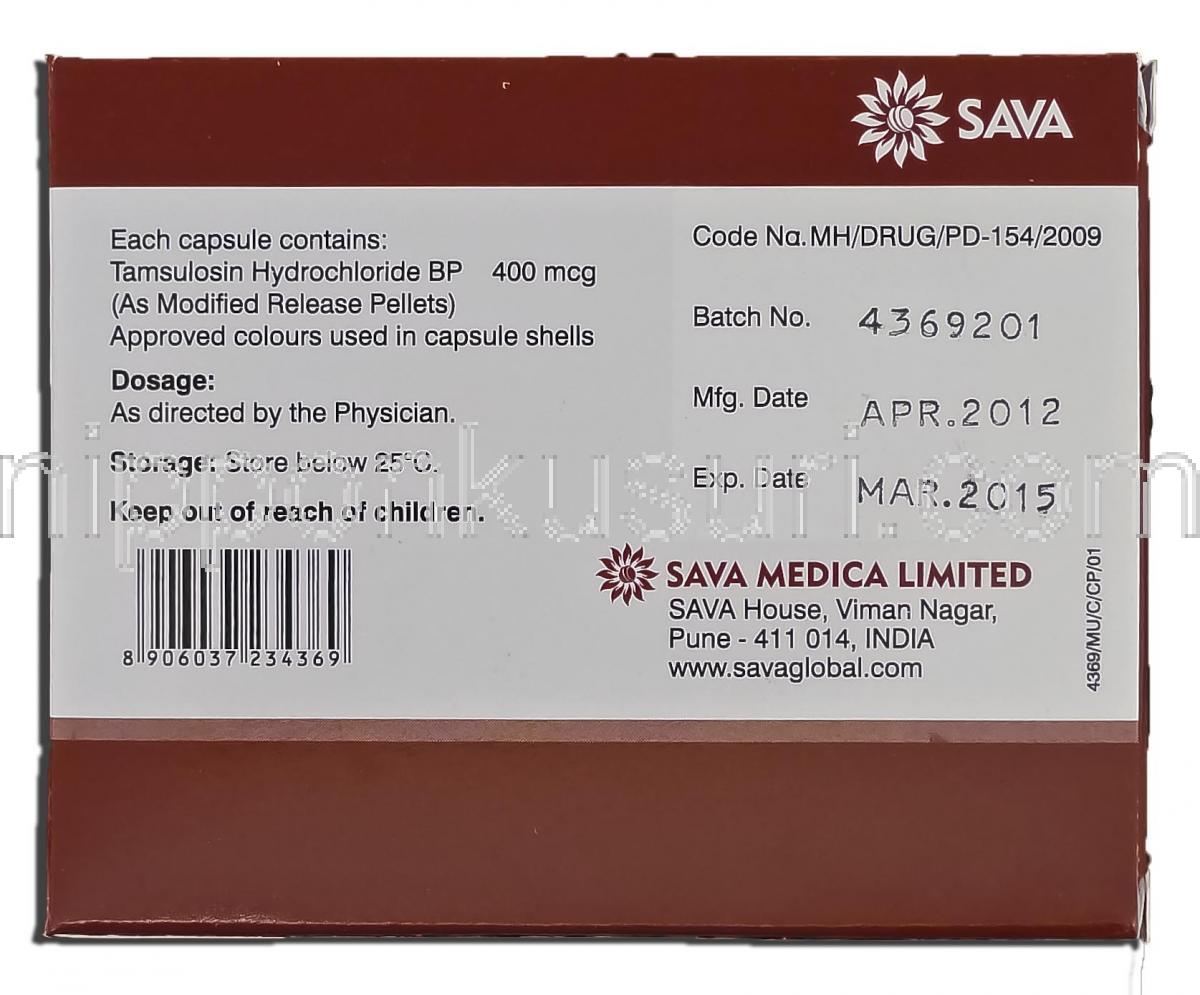 SAVA
Each capsule contains:
Tamsulosin Hydrochloride BP 400 mcg
(As Modified Release Pellets)
Approved colours used in capsule shells
Dosage:
As directed by the Physician.
Storage: Store below 25°C.
Keep out of reach of children.
8 906037 234369
Code No. MH/DRUG/PD-154/2009
Batch No. 4369201
Mfg. Date APR.2012
Exp. Date MAR.2015
SAVA MEDICA LIMITED
SAVA House, Viman Nagar,
Pune - 411 014, INDIA
www.savaglobal.com
4369/MU/C/CP/01
nipponkusuri.com